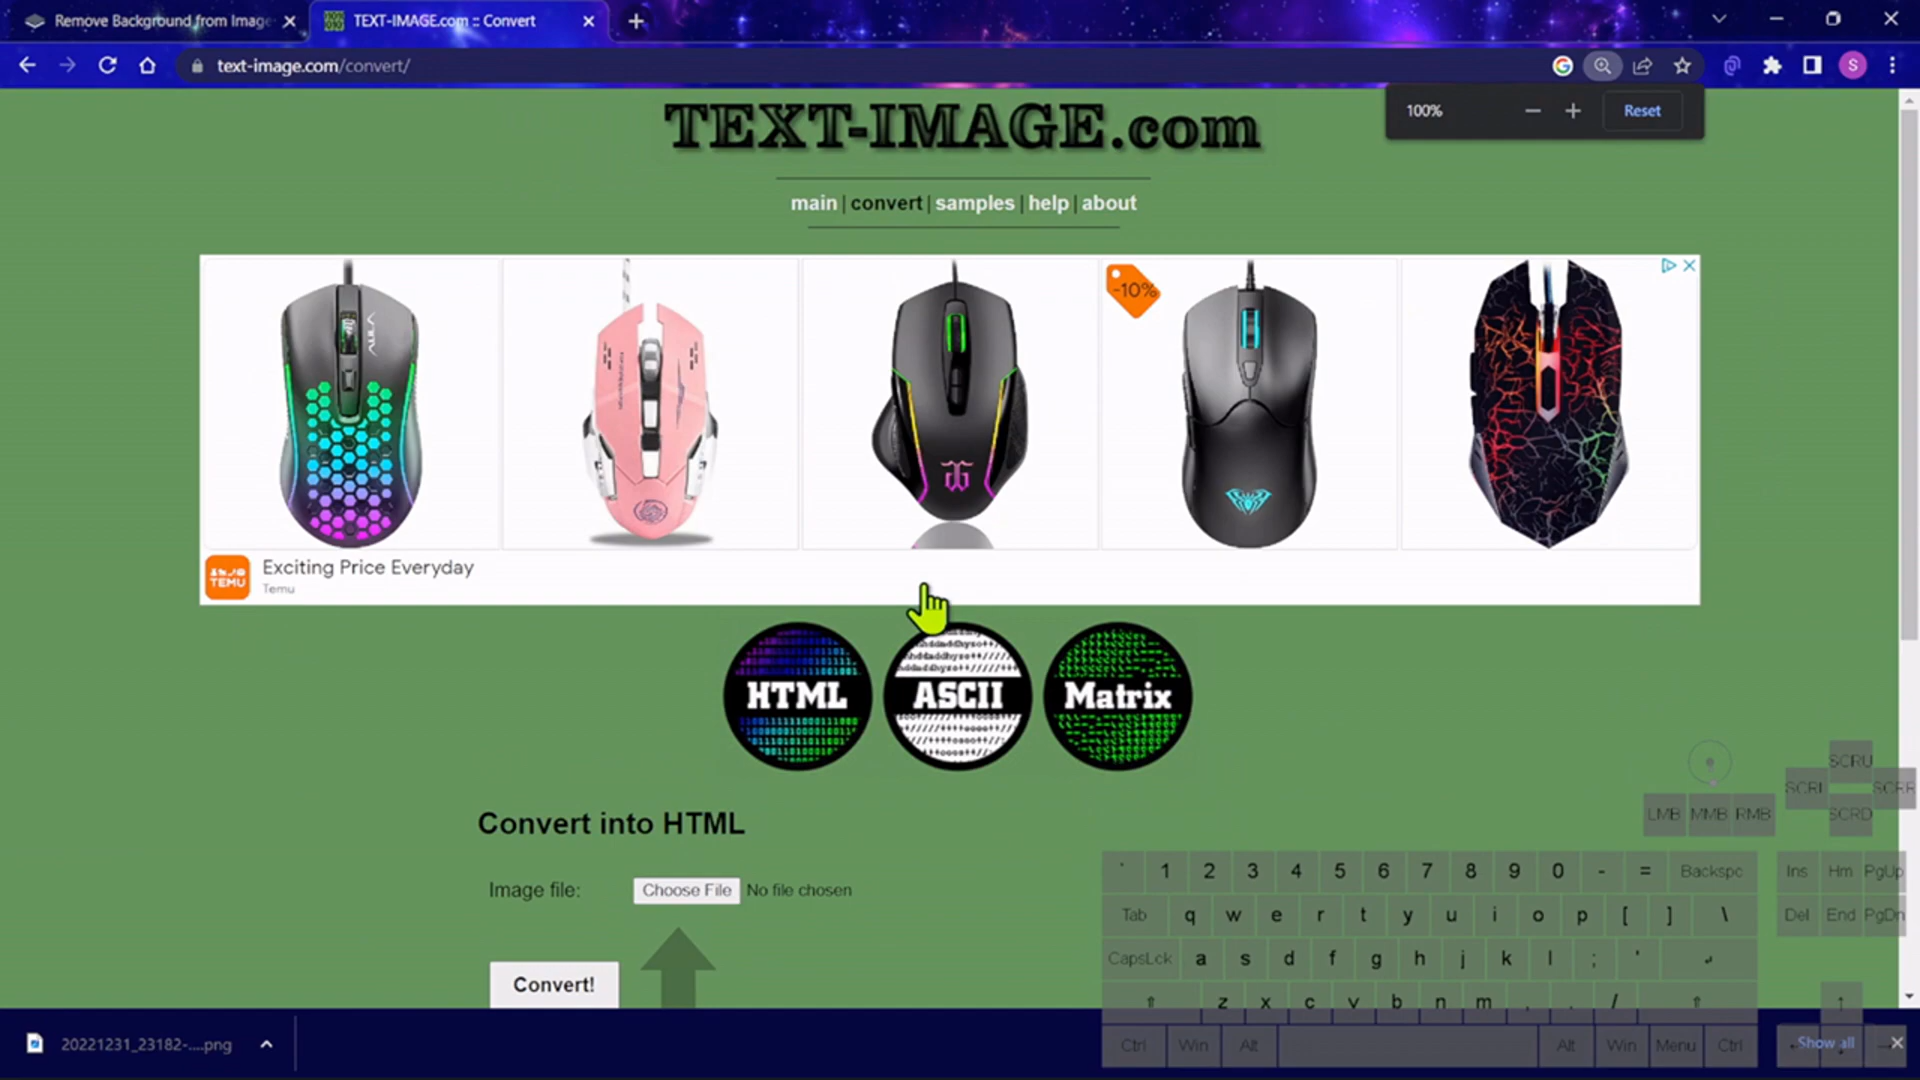 Remove Background from Image
TEXT-IMAGE.com :: Convert
text-image.com/convert/
S
100%
Reset
TEXT-IMAGE.com
main | convert | samples | help | about
-10%
TEMU
Exciting Price Everyday
Temu
HTML
ASCII
Matrix
Convert into HTML
Image file:
Choose File
No file chosen
Convert!
SCRU
SCRL
SCRR
SCRD
LMB MMB RMB
` 1 2 3 4 5 6 7 8 9 0 - = Backspc
Ins Hm PgUp
Tab q w e r t y u i o p [ ] \
Del End PgDn
CapsLck a s d f g h j k l ; '
z x c v b n m , . /
Ctrl Win Alt Alt Win Menu Ctrl
20221231_23182-....png
Show all